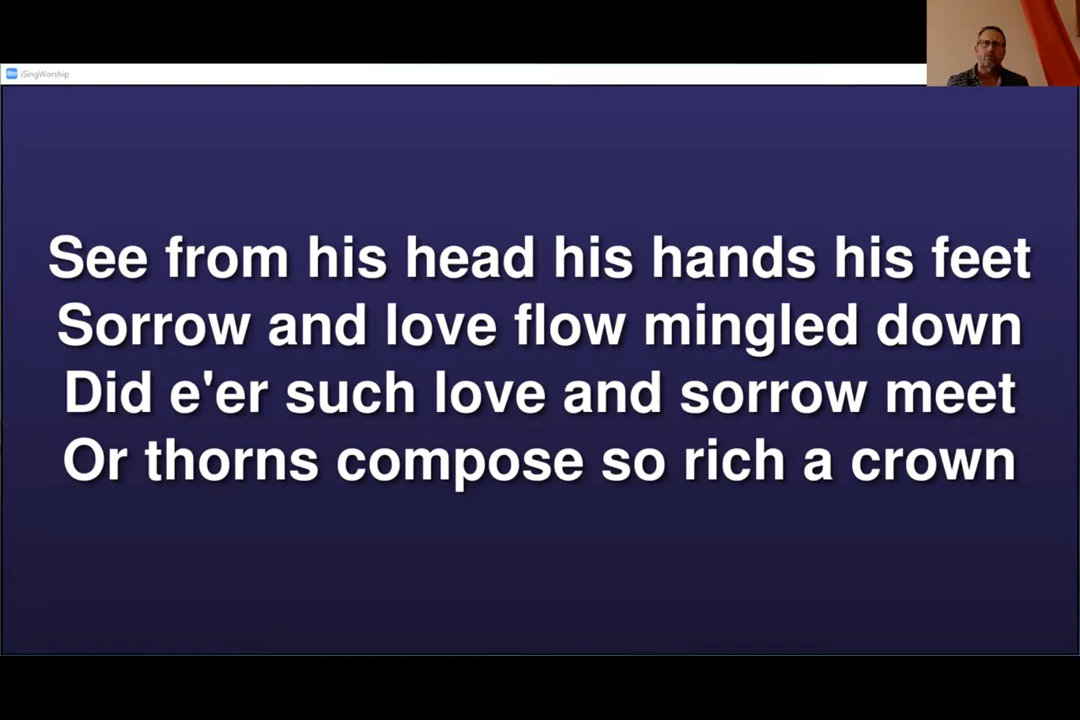 iSingWorship
See from his head his hands his feet
Sorrow and love flow mingled down
Did e'er such love and sorrow meet
Or thorns compose so rich a crown